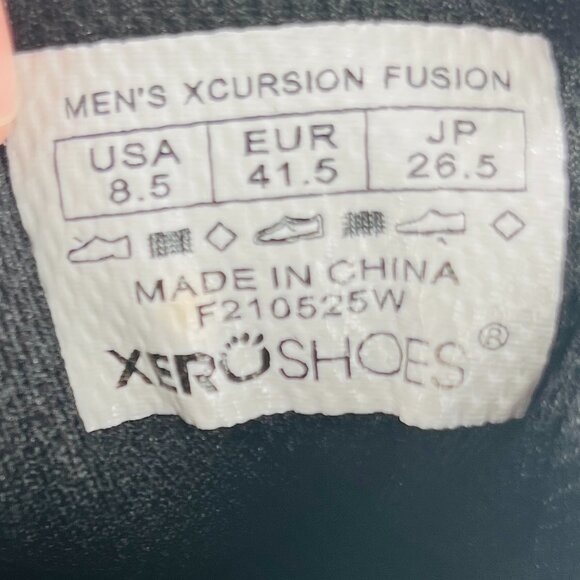 MEN'S XCURSION FUSION
USA EUR JP
8.5 41.5 26.5
MADE IN CHINA
F210525W
XEROSHOES®